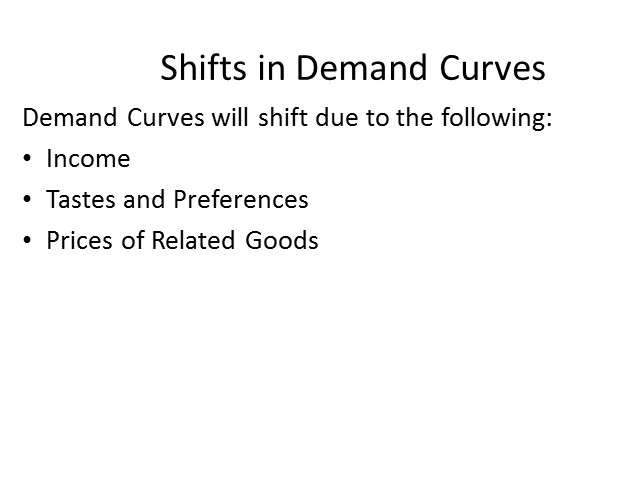 Shifts in Demand Curves
Demand Curves will shift due to the following:
• Income
• Tastes and Preferences
• Prices of Related Goods